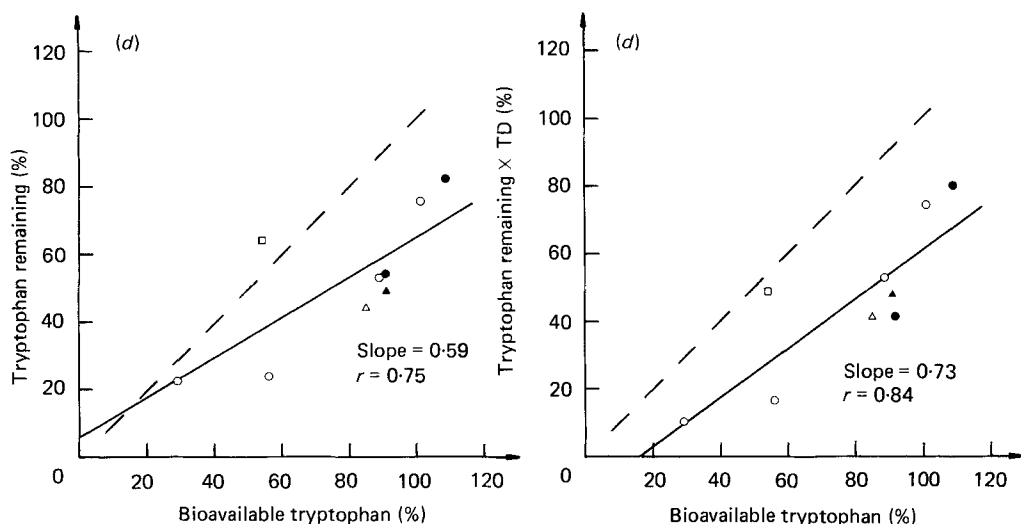 (d)
Tryptophan remaining (%)
120
100
80
60
40
20
0
Slope = 0·59
r = 0·75
20 40 60 80 100 120
Bioavailable tryptophan (%)
(d)
Tryptophan remaining × TD (%)
120
100
80
60
40
20
0
Slope = 0·73
r = 0·84
20 40 60 80 100 120
Bioavailable tryptophan (%)